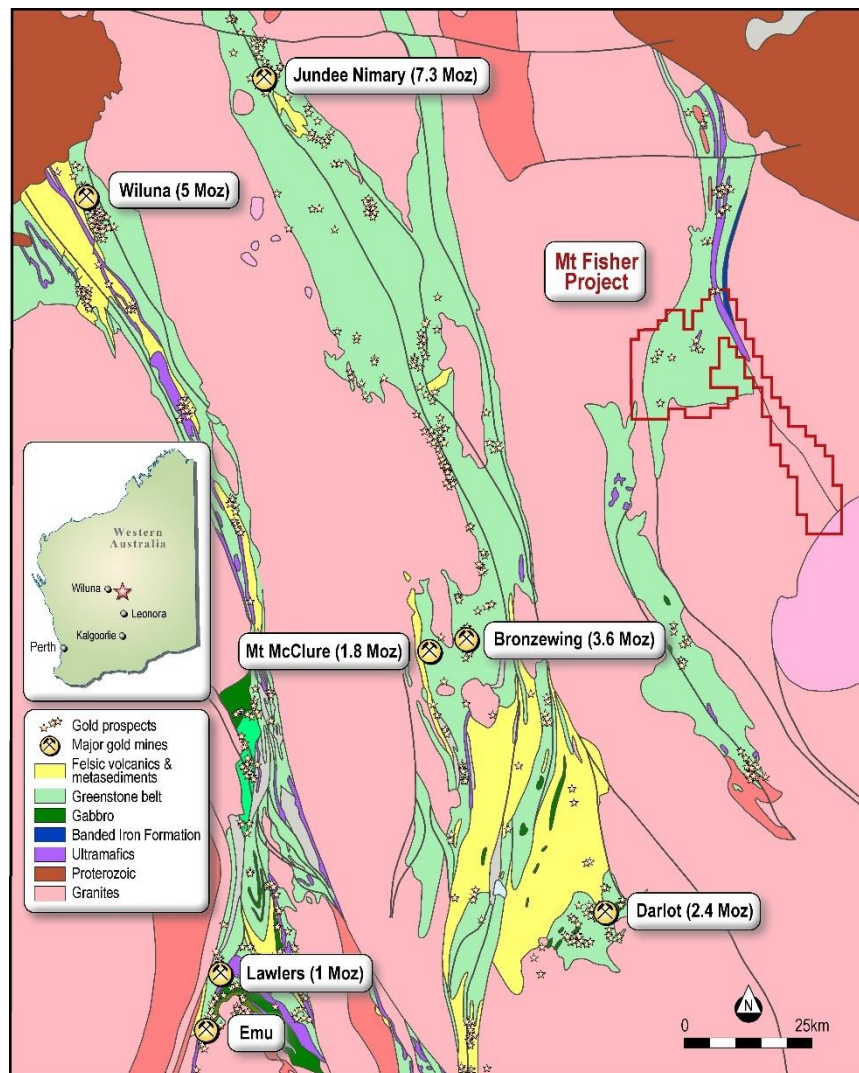 Jundee Nimary (7.3 Moz)
Wiluna (5 Moz)
Mt Fisher
Project
Western
Australia
Wiluna
Leonora
Kalgoorlie
Perth
Mt McClure (1.8 Moz)
Bronzewing (3.6 Moz)
Gold prospects
Major gold mines
Felsic volcanics &
metasediments
Greenstone belt
Gabbro
Banded Iron Formation
Ultramafics
Proterozoic
Granites
Darlot (2.4 Moz)
Lawlers (1 Moz)
Emu
N
0 25km